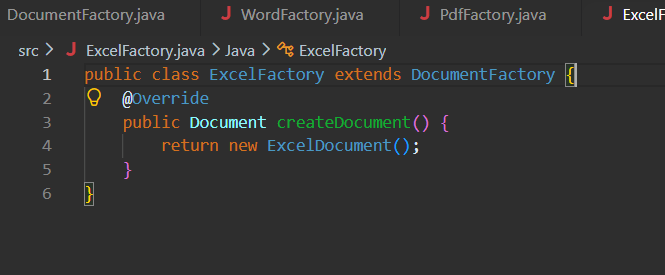 DocumentFactory.java J WordFactory.java J PdfFactory.java J ExcelF
src > J ExcelFactory.java > Java > ExcelFactory
1 public class ExcelFactory extends DocumentFactory {
2 @Override
3 public Document createDocument() {
4 return new ExcelDocument();
5 }
6 }